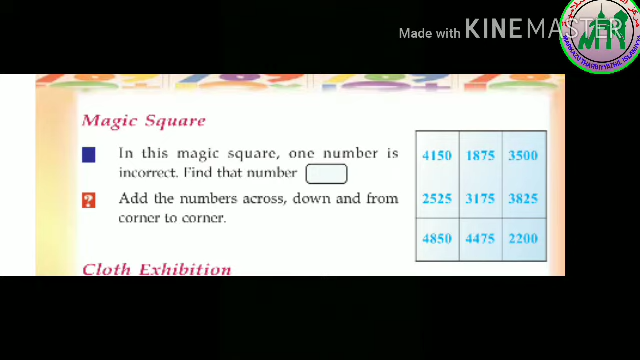 Made with KINEMASTER
Magic Square
In this magic square, one number is
incorrect. Find that number
? Add the numbers across, down and from
corner to corner.
4150 1875 3500
2525 3175 3825
4850 4475 2200
Cloth Exhibition